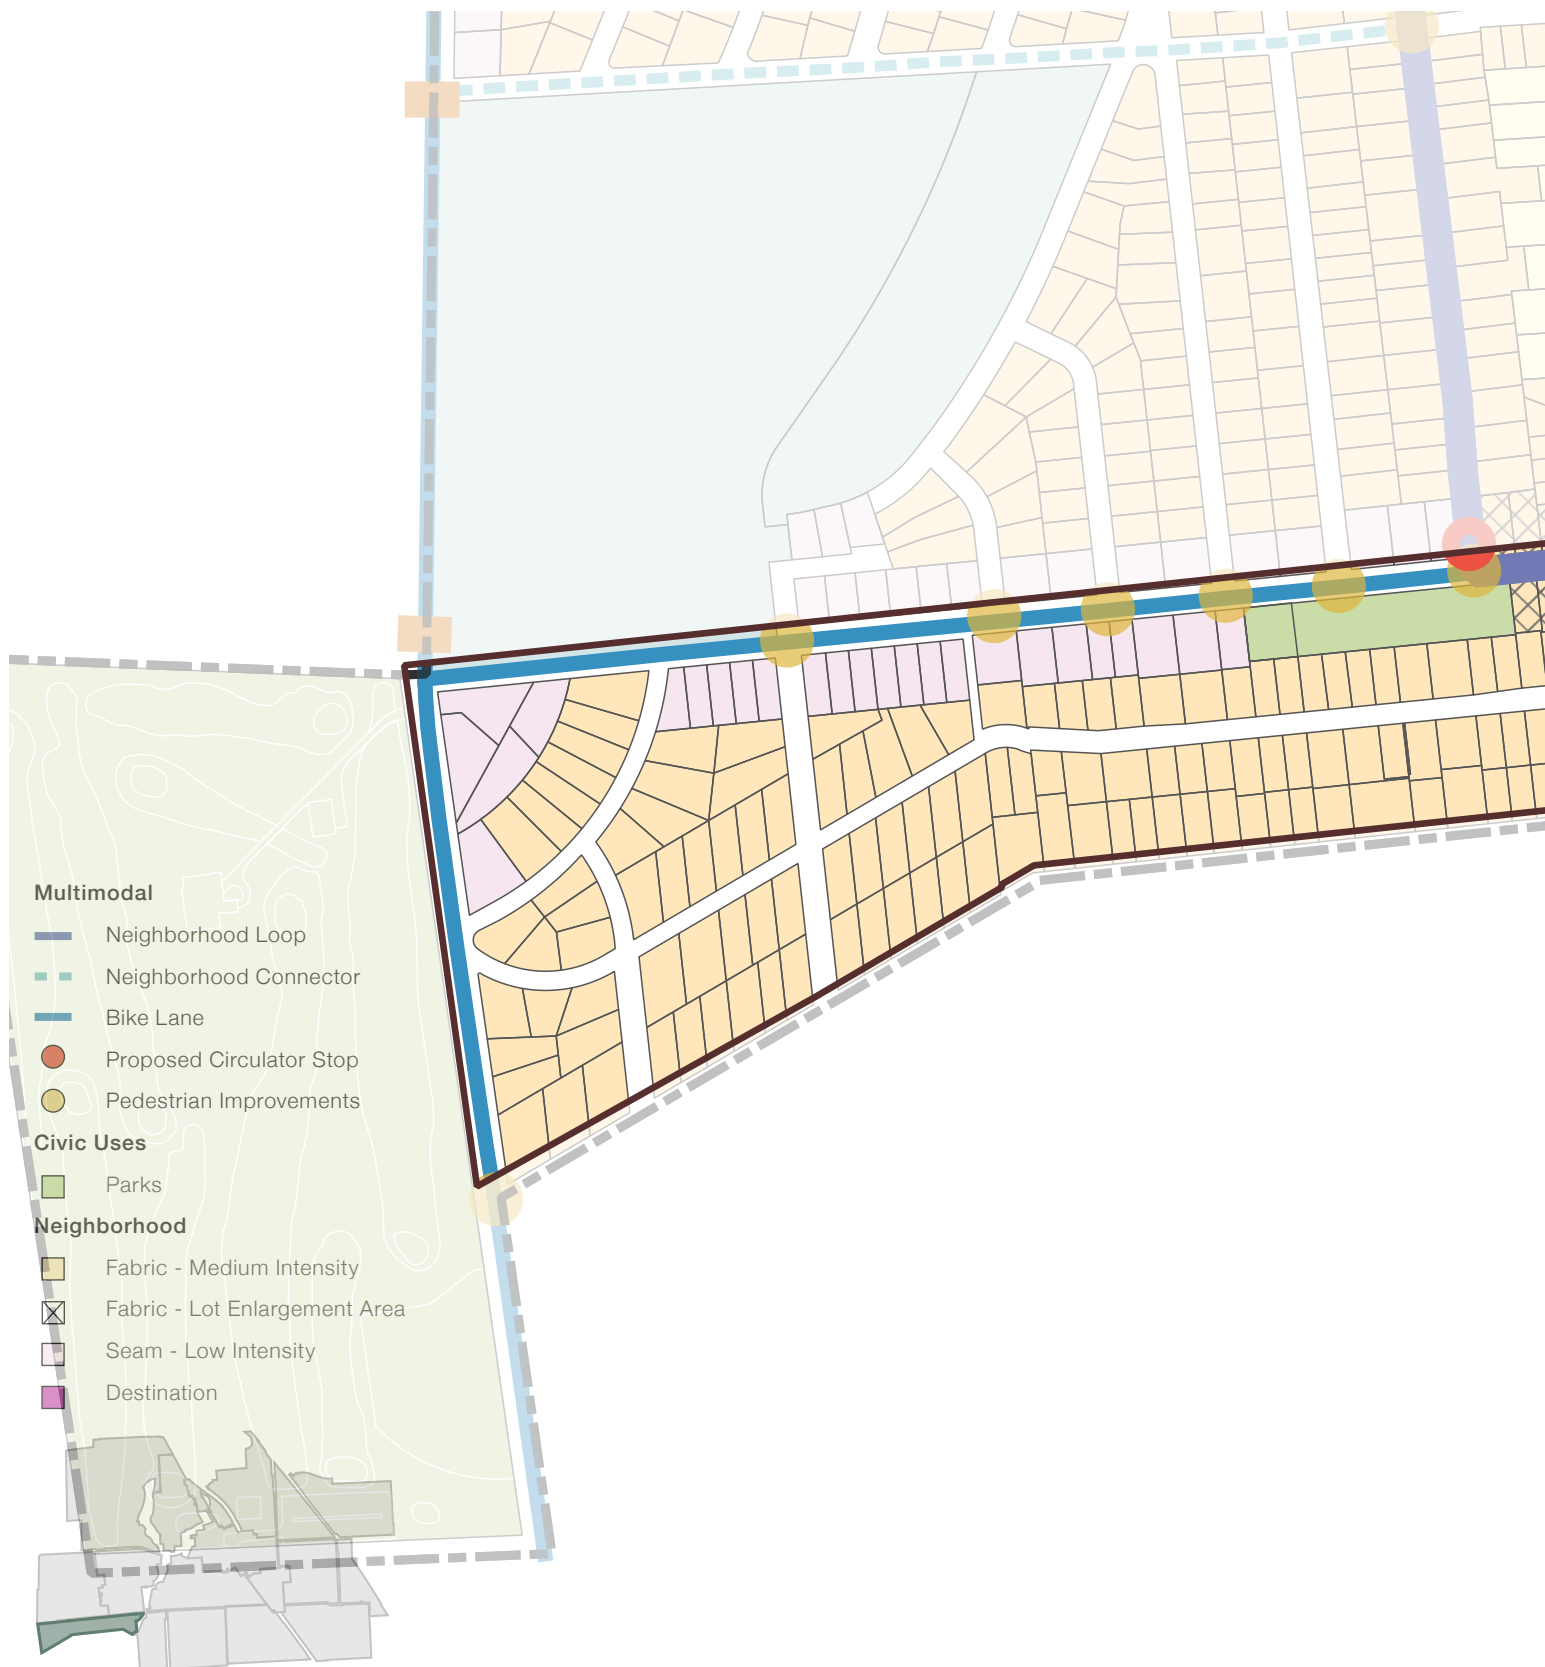 Multimodal
Neighborhood Loop
Neighborhood Connector
Bike Lane
Proposed Circulator Stop
Pedestrian Improvements
Civic Uses
Parks
Neighborhood
Fabric - Medium Intensity
Fabric - Lot Enlargement Area
Seam - Low Intensity
Destination